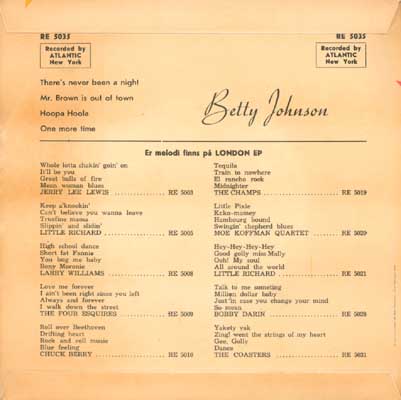 RE 5035
RE 5035
Recorded by
ATLANTIC
New York
Recorded by
ATLANTIC
New York
There's never been a night
Mr. Brown is out of town
Hoopa Hoola
One more time
Betty Johnson
Er melodi finns på LONDON EP
Whole lotta shakin' goin' on
It'll be you
Great balls of fire
Mean woman blues
JERRY LEE LEWIS RE 5003
Keep a'knockin'
Can't believe you wanna leave
Trusfine mama
Slippin' and slidin'
LITTLE RICHARD RE 5005
High school dance
Short fat Fannie
You bug me baby
Bony Moronie
LARRY WILLIAMS RE 5008
Love me forever
I ain't been right since you left
Always and forever
I walk down the street
THE FOUR ESQUIRES RE 5009
Roll over Beethoven
Drifting heart
Rock and roll music
Blue feeling
CHUCK BERRY RE 5010
Tequila
Train to nowhere
El rancho rock
Midnighter
THE CHAMPS RE 5019
Little Pixie
Koko-mamey
Hambourg bound
Swingin' shepherd blues
MOE KOFFMAN QUARTET RE 5020
Hey-Hey-Hey-Hey
Good golly miss Molly
Ooh! My soul
All around the world
LITTLE RICHARD RE 5021
Talk to me someting
Million dollar baby
Just in case you change your mind
So mean
BOBBY DARIN RE 5028
Yakety yak
Zing! went the strings of my heart
Gee, Golly
Dance
THE COASTERS RE 5031